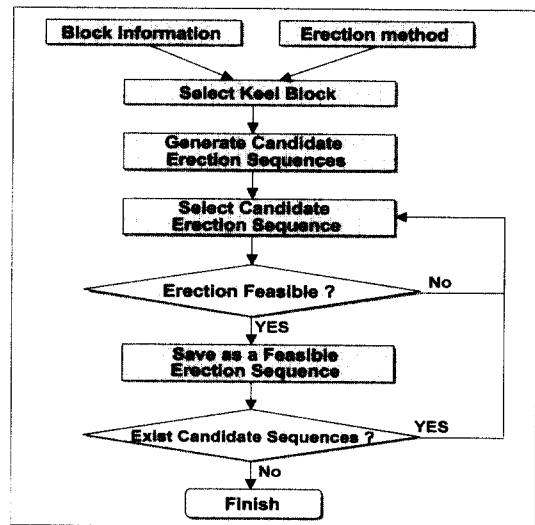 Block Information
Erection method
Select Keel Block
Generate Candidate
Erection Sequences
Select Candidate
Erection Sequence
Erection Feasible ?
No
YES
Save as a Feasible
Erection Sequence
Exist Candidate Sequences ?
YES
No
Finish